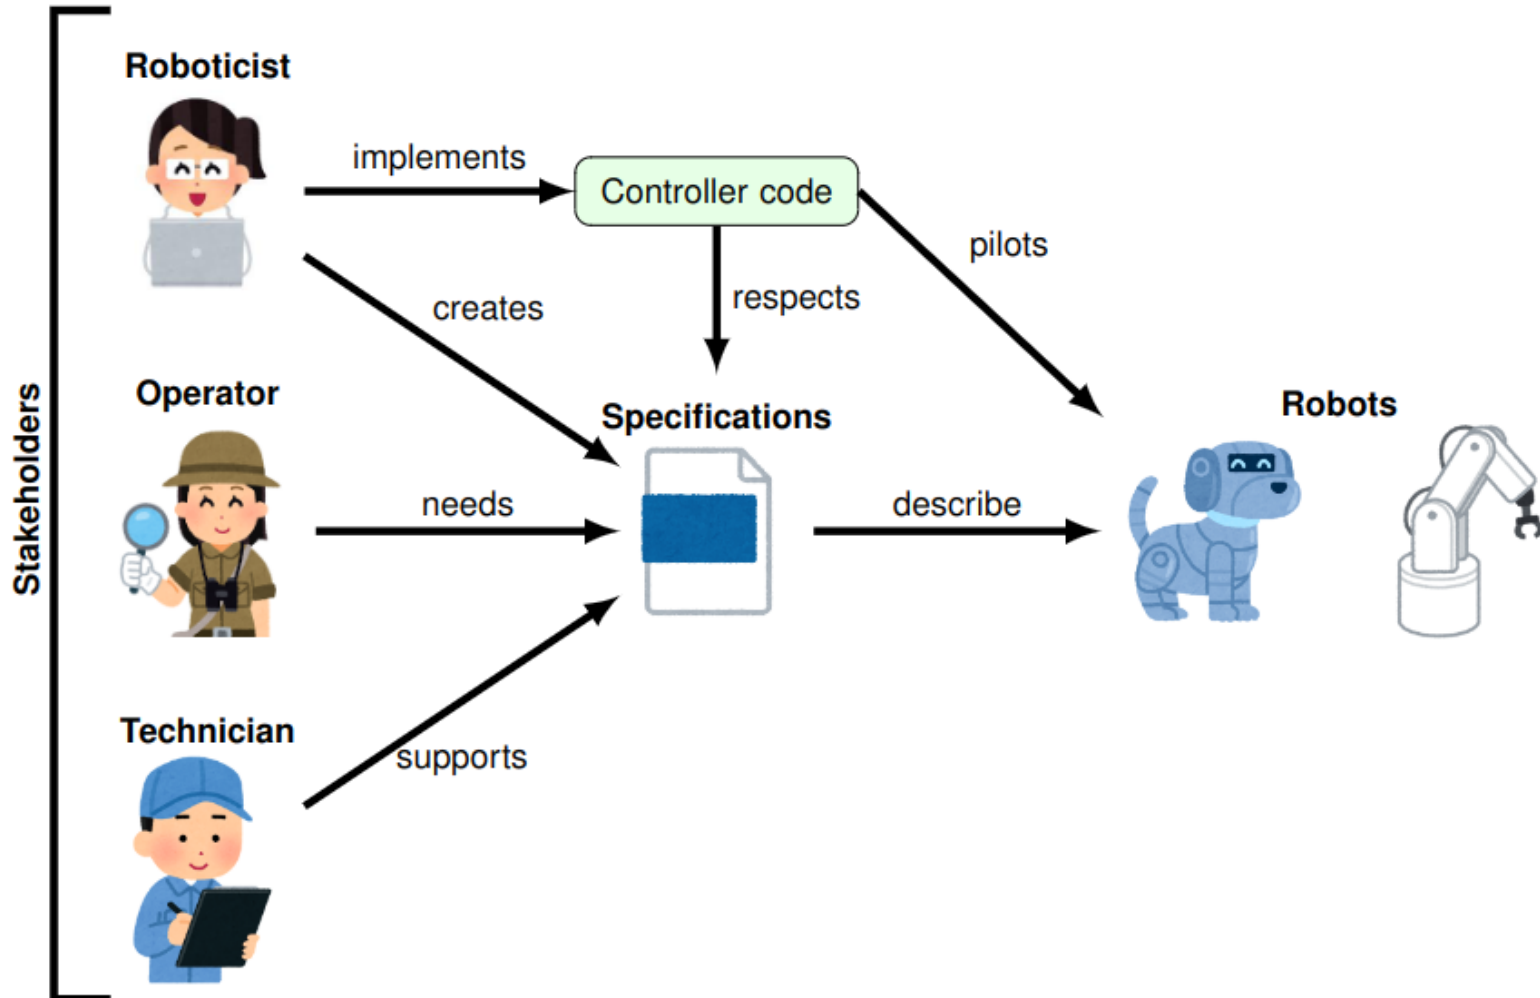 Stakeholders
Roboticist
implements
Controller code
pilots
respects
creates
Operator
Specifications
Robots
needs
describe
Technician
supports